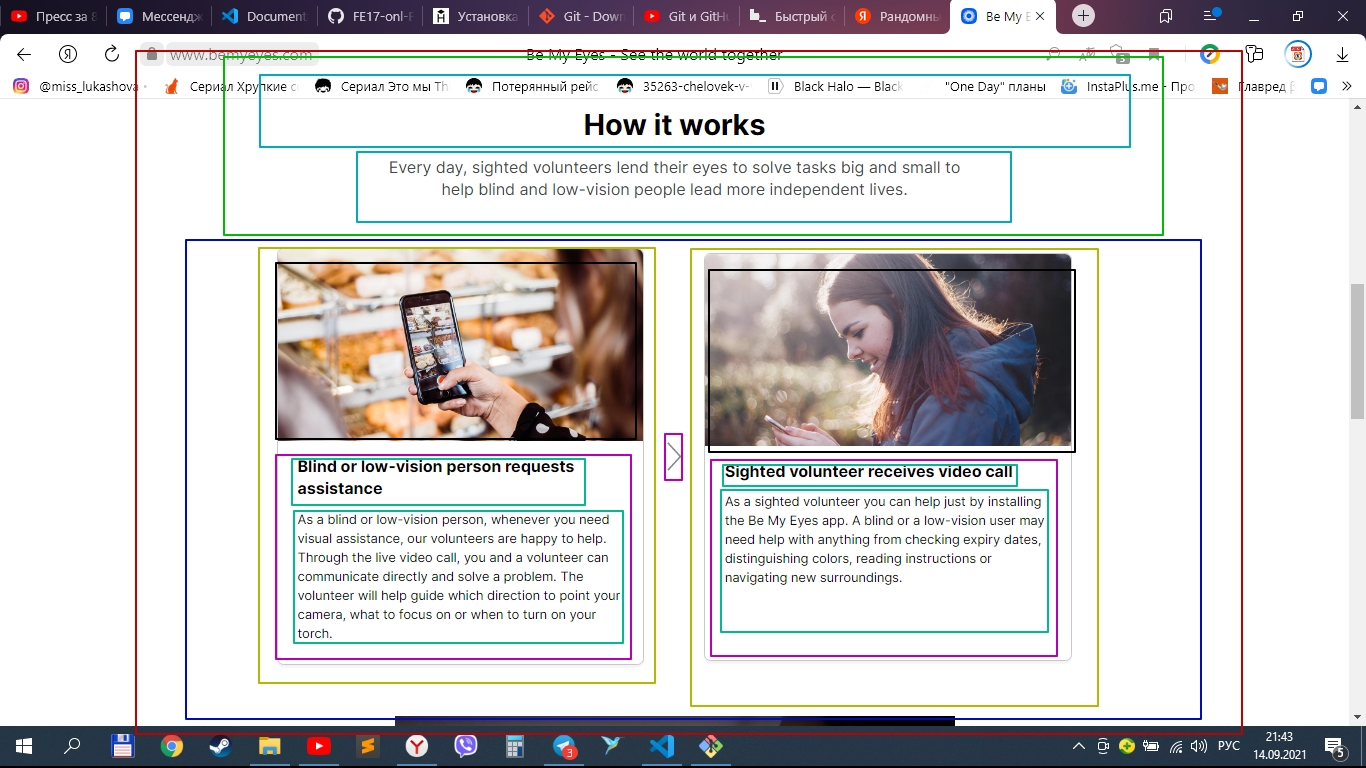 Пресс за 8
Мессендж
Document
FE17-onl-F
Установка
Git - Down
Git и GitHu
Быстрый с
Рандомны
Be My E
www.bemyeyes.com
Be My Eyes - See the world together
5
@miss_lukashova
Сериал Хрупкие с
Сериал Это мы Th
Потерянный рейс
35263-chelovek-v-
Black Halo — Black
"One Day" планы
InstaPlus.me - Про
Главред
How it works
Every day, sighted volunteers lend their eyes to solve tasks big and small to
help blind and low-vision people lead more independent lives.
Blind or low-vision person requests
assistance
As a blind or low-vision person, whenever you need
visual assistance, our volunteers are happy to help.
Through the live video call, you and a volunteer can
communicate directly and solve a problem. The
volunteer will help guide which direction to point your
camera, what to focus on or when to turn on your
torch.
Sighted volunteer receives video call
As a sighted volunteer you can help just by installing
the Be My Eyes app. A blind or a low-vision user may
need help with anything from checking expiry dates,
distinguishing colors, reading instructions or
navigating new surroundings.
3
РУС
21:43
14.09.2021
5